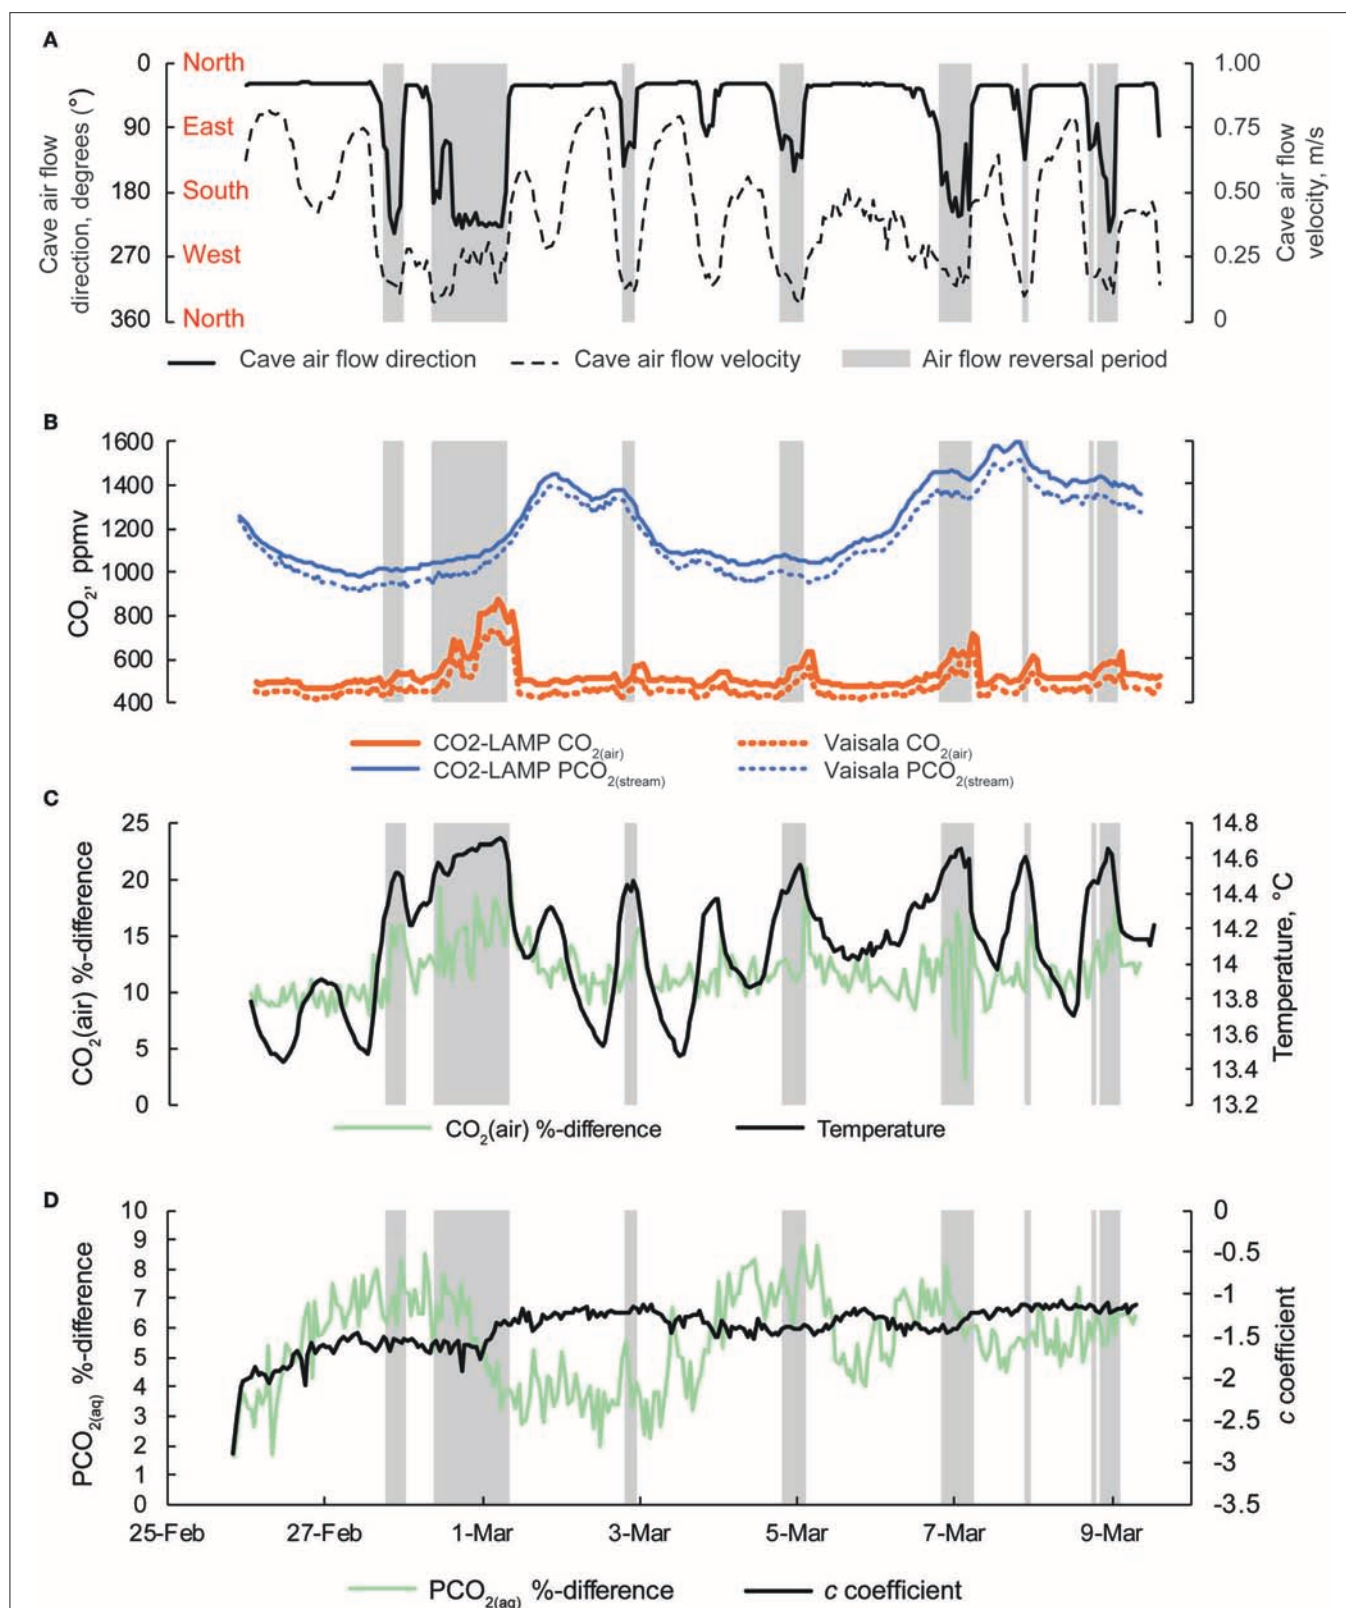 A
0 North
90 East
180 South
270 West
360 North
Cave air flow
direction, degrees (°)
1.00
0.75
0.50
0.25
0
Cave air flow
velocity, m/s
Cave air flow direction Cave air flow velocity Air flow reversal period
B
1600
1400
1200
1000
800
600
400
CO₂, ppmv
CO2-LAMP CO₂(air) Vaisala CO₂(air)
CO2-LAMP PCO₂(stream) Vaisala PCO₂(stream)
C
25
20
15
10
5
0
CO₂(air) %-difference
14.8
14.6
14.4
14.2
14
13.8
13.6
13.4
13.2
Temperature, °C
CO₂(air) %-difference Temperature
D
10
9
8
7
6
5
4
3
2
1
0
PCO₂(aq) %-difference
0
-0.5
-1
-1.5
-2
-2.5
-3
-3.5
c coefficient
25-Feb 27-Feb 1-Mar 3-Mar 5-Mar 7-Mar 9-Mar
PCO₂(aq) %-difference c coefficient